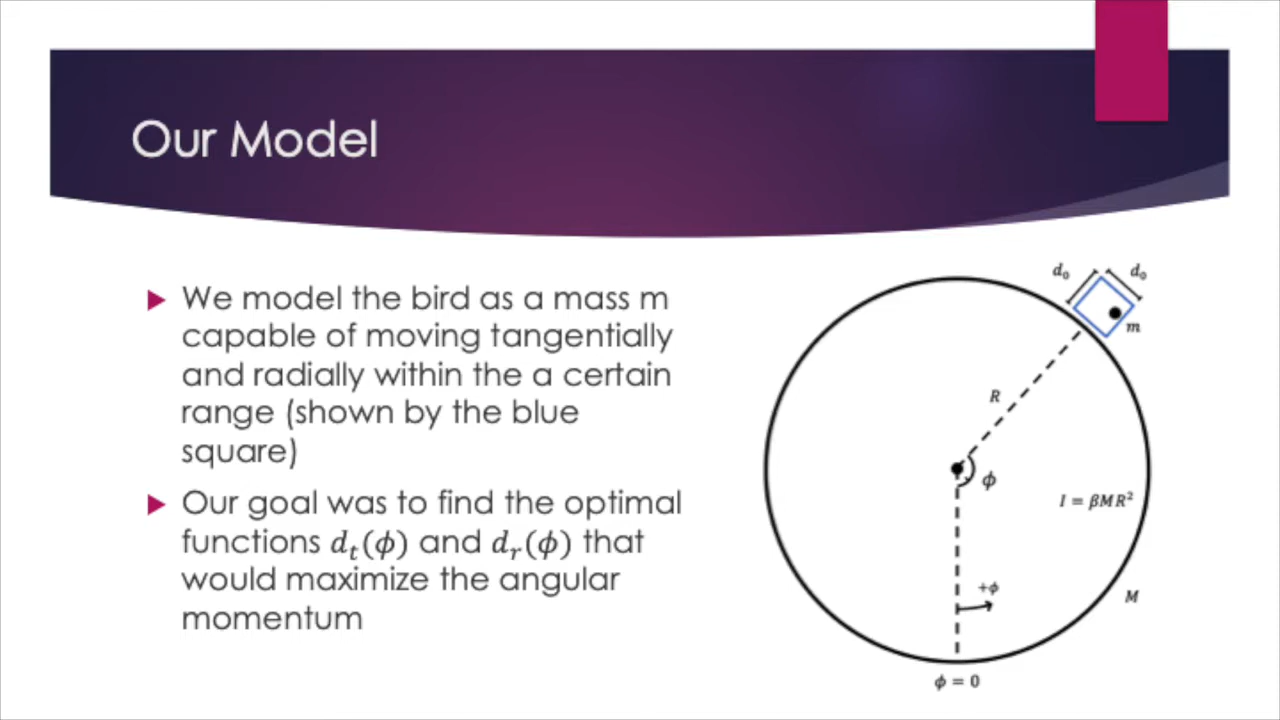 Our Model
We model the bird as a mass m
capable of moving tangentially
and radially within the a certain
range (shown by the blue
square)
Our goal was to find the optimal
functions dₜ(ϕ) and dᵣ(ϕ) that
would maximize the angular
momentum
d₀
d₀
m
R
ϕ
I = βMR²
+ϕ
M
ϕ = 0